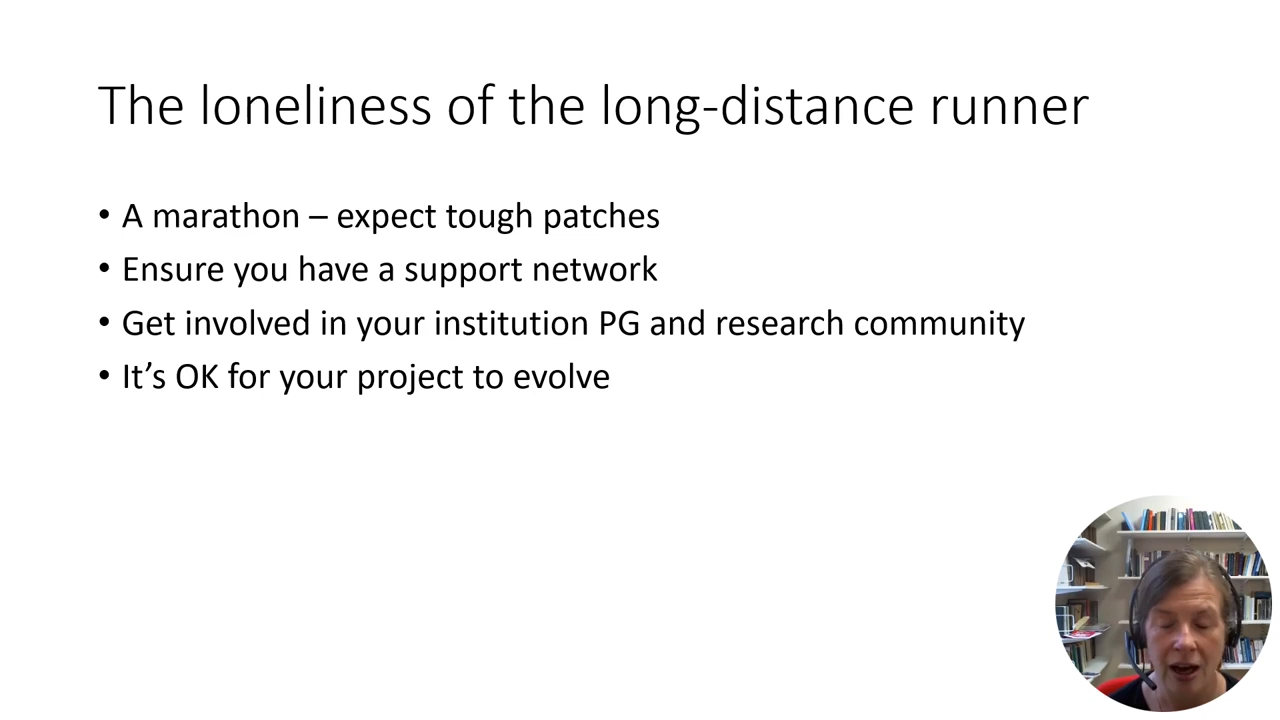 The loneliness of the long-distance runner
• A marathon – expect tough patches
• Ensure you have a support network
• Get involved in your institution PG and research community
• It’s OK for your project to evolve